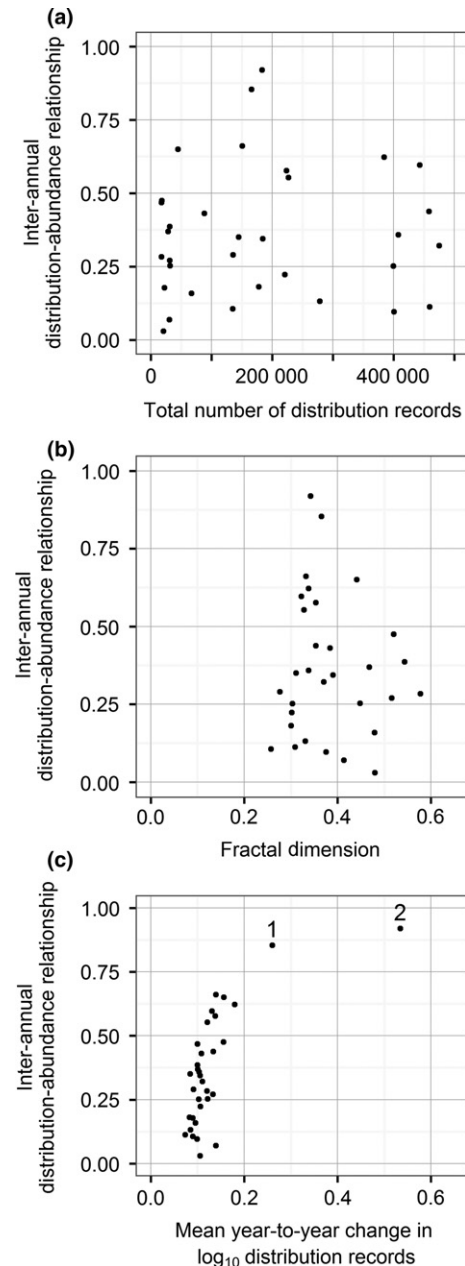 (a)
Inter-annual
distribution-abundance relationship
1.00
0.75
0.50
0.25
0.00
0
200 000
400 000
Total number of distribution records
(b)
Inter-annual
distribution-abundance relationship
1.00
0.75
0.50
0.25
0.00
0.0
0.2
0.4
0.6
Fractal dimension
(c)
Inter-annual
distribution-abundance relationship
1.00
0.75
0.50
0.25
0.00
1
2
0.0
0.2
0.4
0.6
Mean year-to-year change in
log₁₀ distribution records